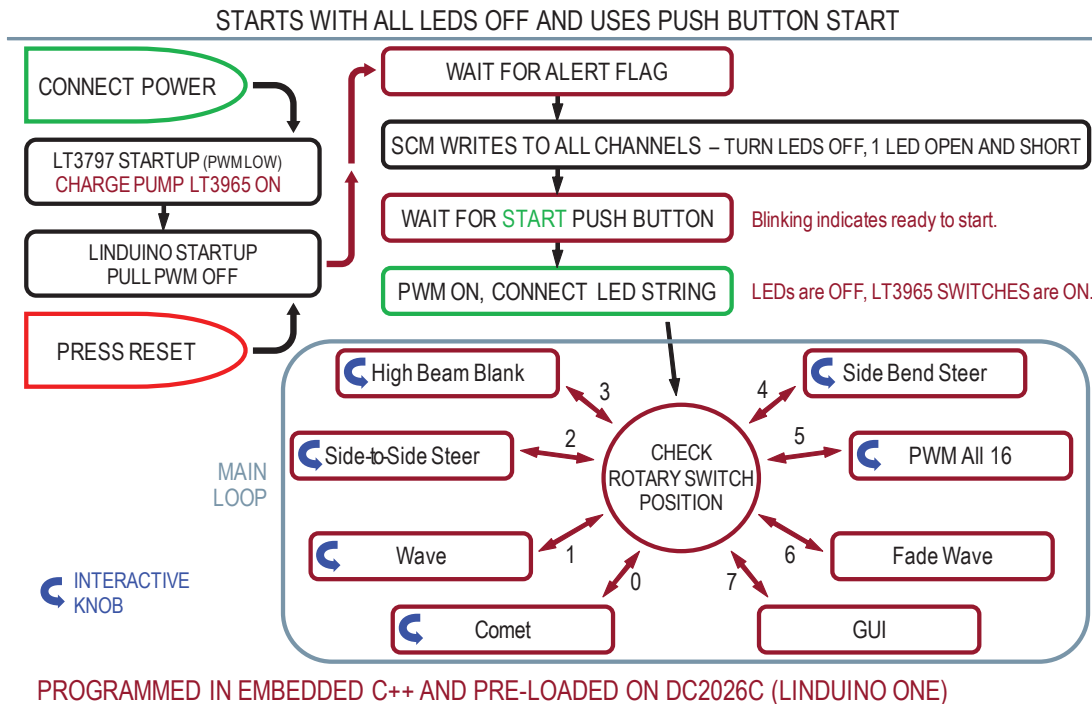 STARTS WITH ALL LEDS OFF AND USES PUSH BUTTON START
CONNECT POWER
LT3797 STARTUP (PWM LOW)
CHARGE PUMP LT3965 ON
LINDUINO STARTUP
PULL PWM OFF
PRESS RESET
WAIT FOR ALERT FLAG
SCM WRITES TO ALL CHANNELS – TURN LEDS OFF, 1 LED OPEN AND SHORT
WAIT FOR START PUSH BUTTON
Blinking indicates ready to start.
PWM ON, CONNECT LED STRING
LEDs are OFF, LT3965 SWITCHES are ON.
MAIN
LOOP
High Beam Blank
3
Side-to-Side Steer
2
Wave
1
Comet
0
CHECK
ROTARY SWITCH
POSITION
4
Side Bend Steer
5
PWM All 16
6
Fade Wave
7
GUI
INTERACTIVE
KNOB
PROGRAMMED IN EMBEDDED C++ AND PRE-LOADED ON DC2026C (LINDUINO ONE)